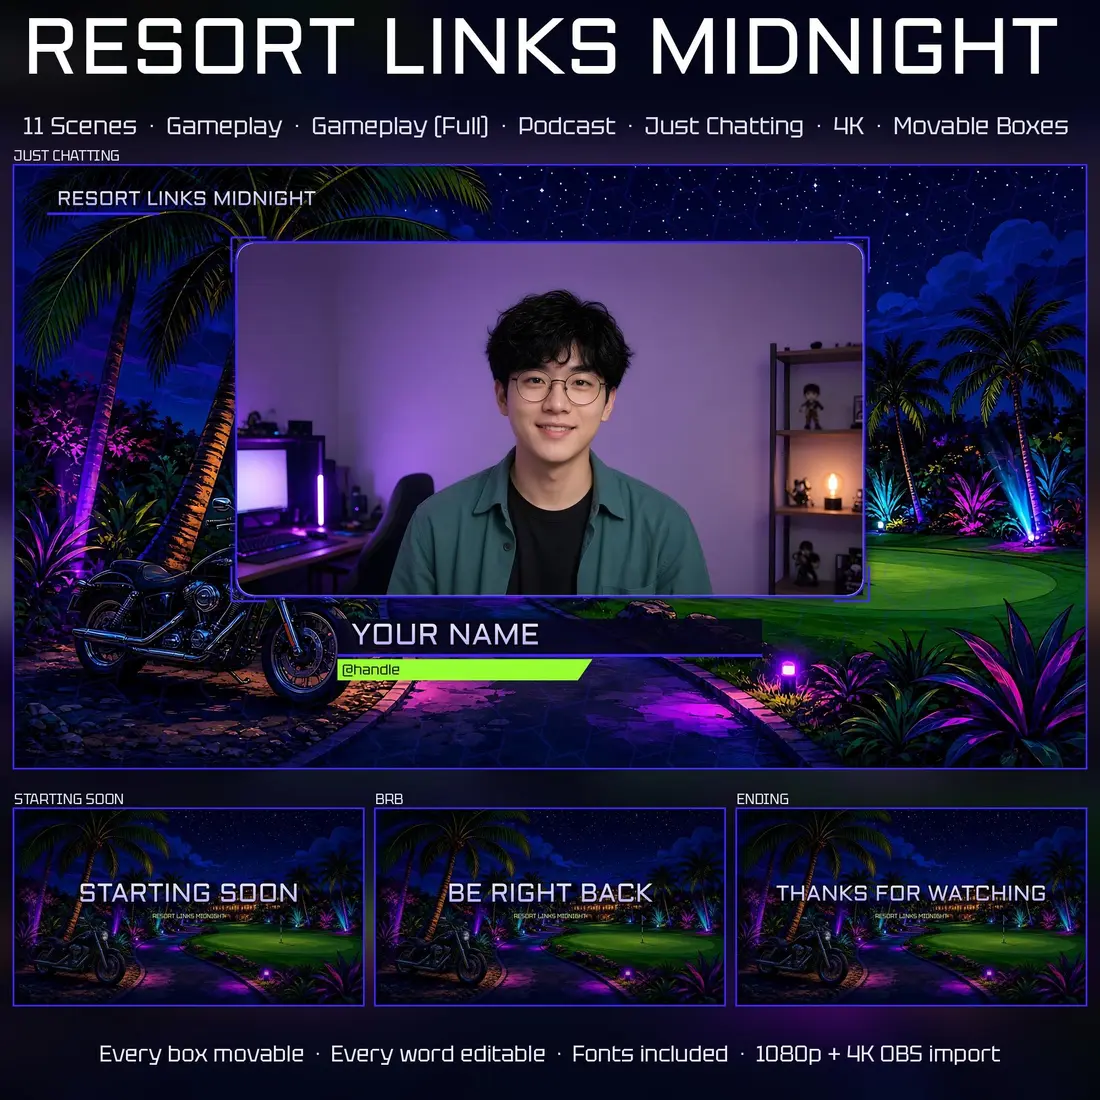 RESORT LINKS MIDNIGHT
11 Scenes · Gameplay · Gameplay (Full) · Podcast · Just Chatting · 4K · Movable Boxes
JUST CHATTING
RESORT LINKS MIDNIGHT
YOUR NAME
@handle
STARTING SOON
BRB
ENDING
STARTING SOON
RESORT LINKS MIDNIGHT
BE RIGHT BACK
RESORT LINKS MIDNIGHT
THANKS FOR WATCHING
RESORT LINKS MIDNIGHT
Every box movable · Every word editable · Fonts included · 1080p + 4K OBS import